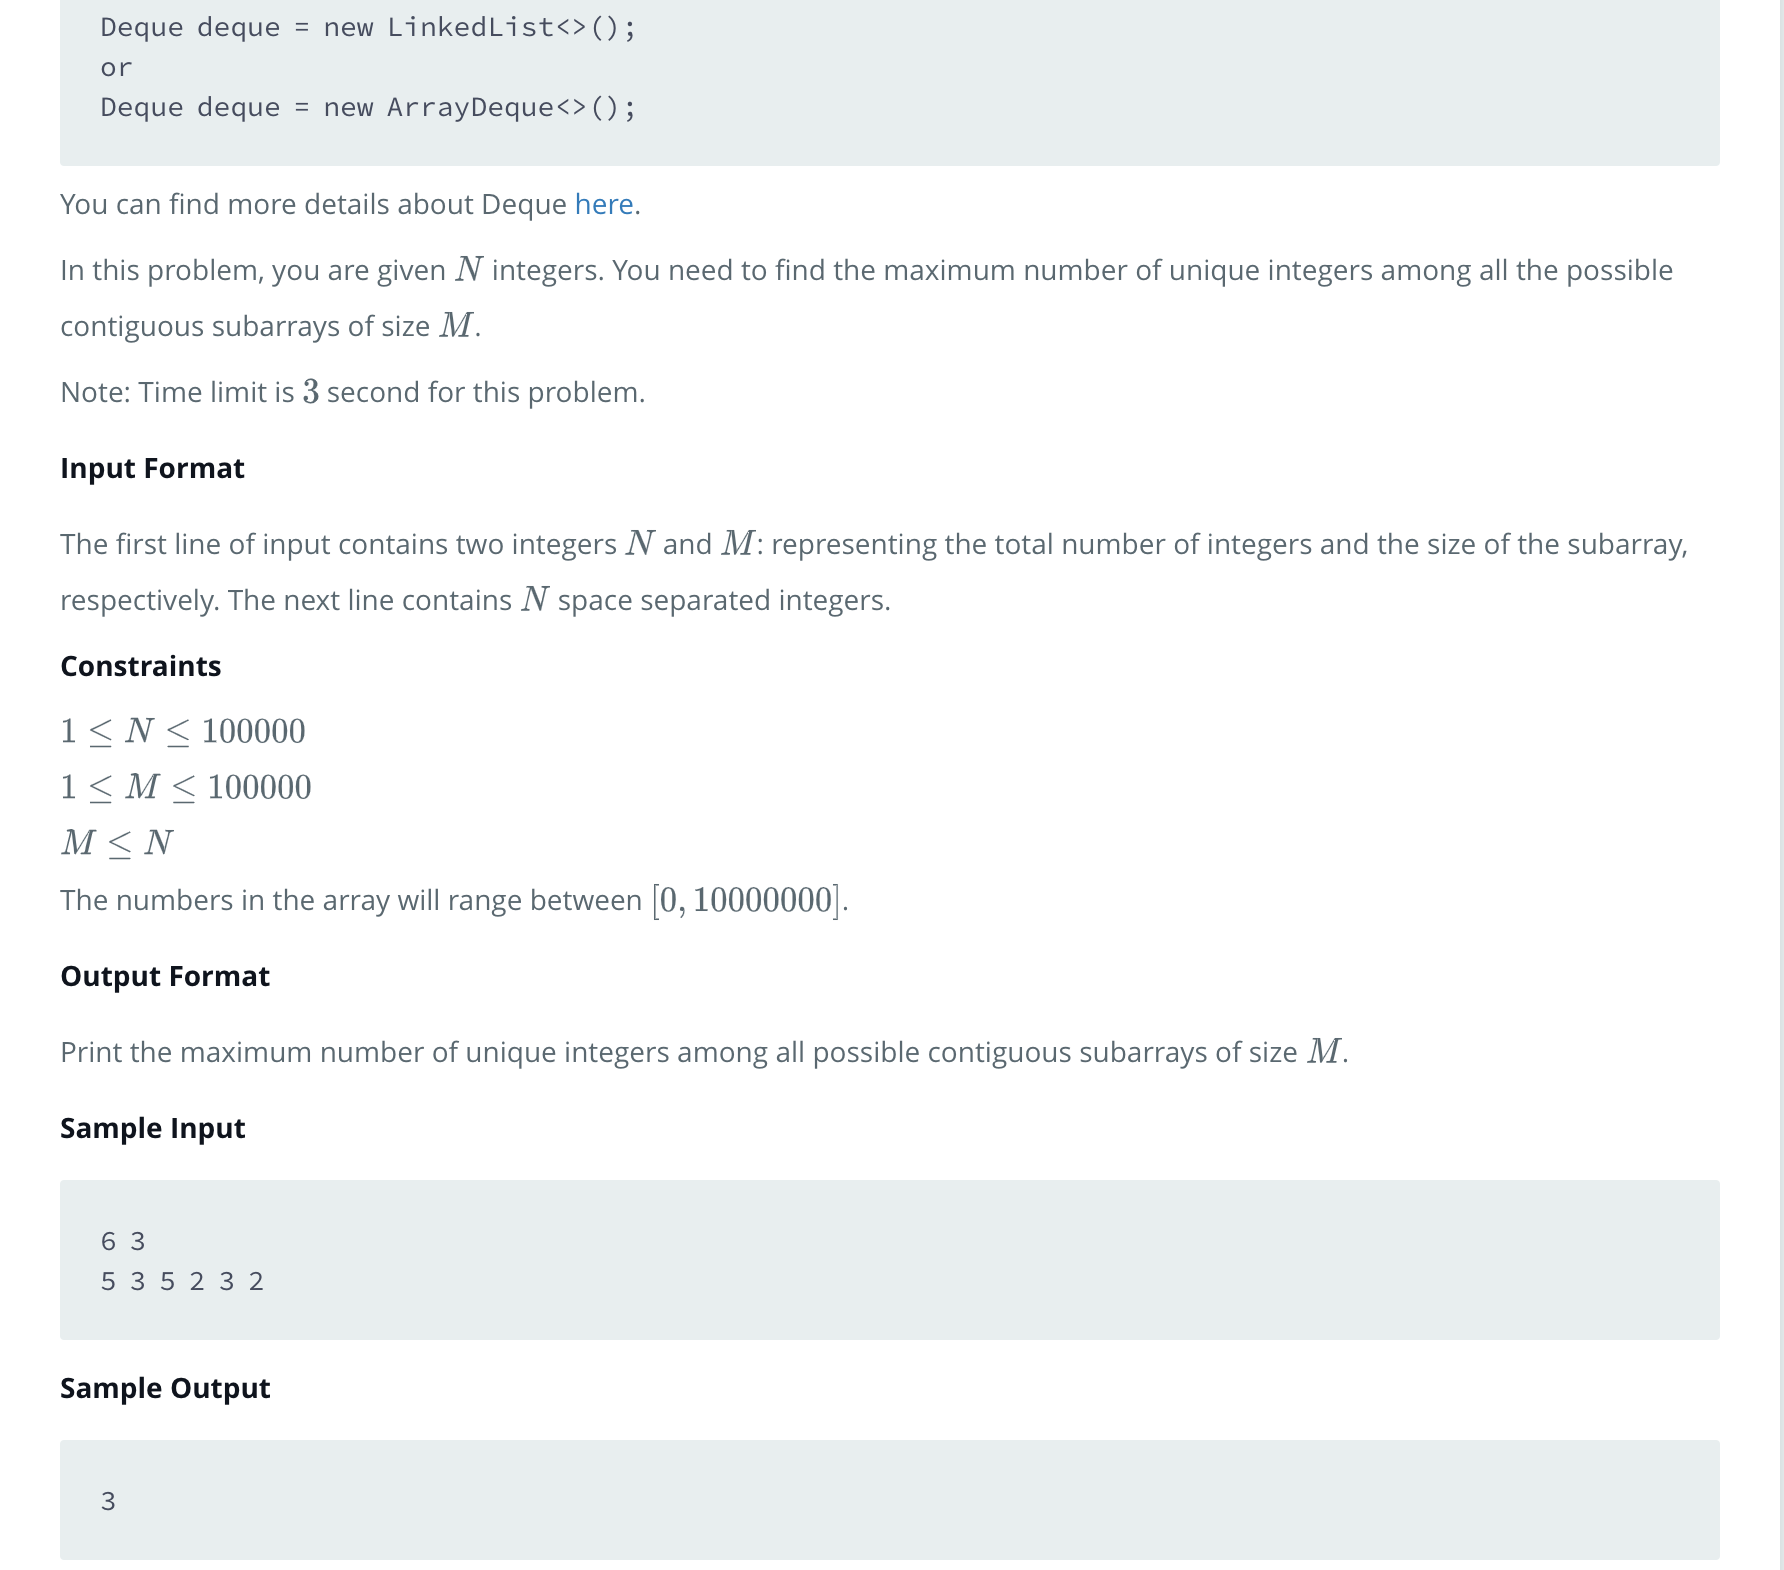 Deque deque = new LinkedList<>();
or
Deque deque = new ArrayDeque<>();
You can find more details about Deque here.
In this problem, you are given N integers. You need to find the maximum number of unique integers among all the possible
contiguous subarrays of size M.
Note: Time limit is 3 second for this problem.
Input Format
The first line of input contains two integers N and M: representing the total number of integers and the size of the subarray,
respectively. The next line contains N space separated integers.
Constraints
1 ≤ N ≤ 100000
1 ≤ M ≤ 100000
M ≤ N
The numbers in the array will range between [0, 10000000].
Output Format
Print the maximum number of unique integers among all possible contiguous subarrays of size M.
Sample Input
6 3
5 3 5 2 3 2
Sample Output
3